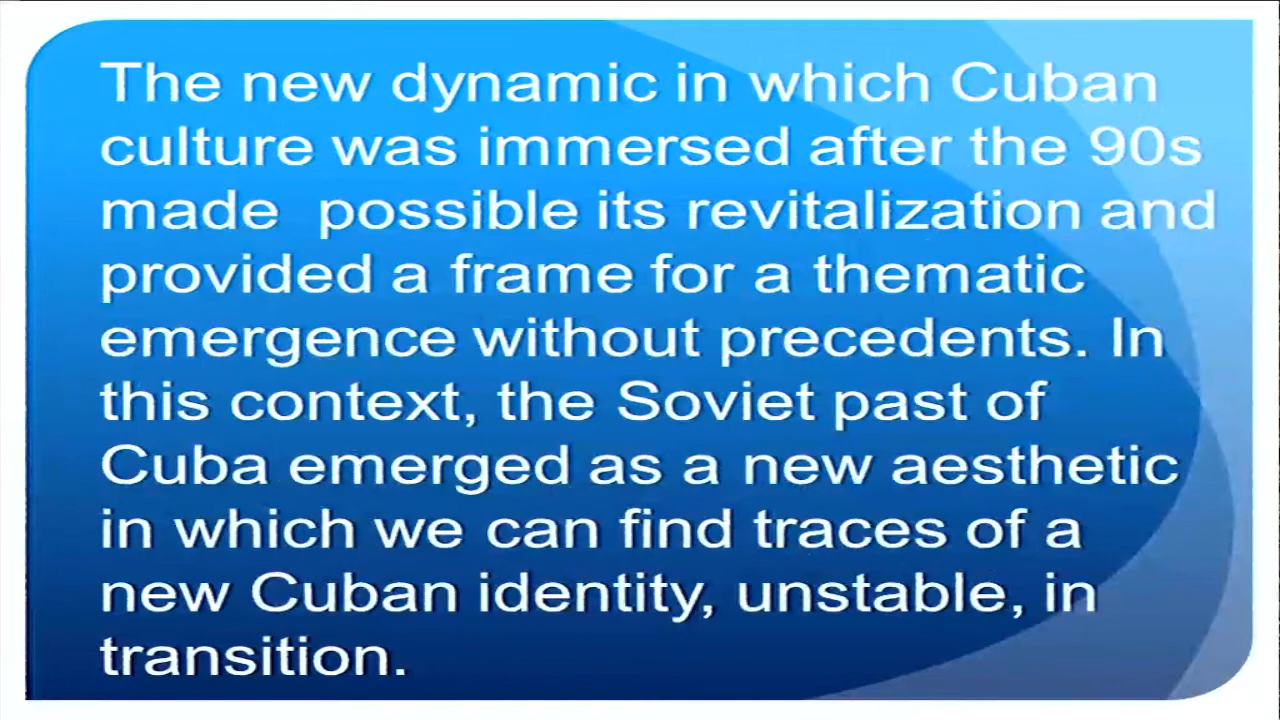 The new dynamic in which Cuban
culture was immersed after the 90s
made  possible its revitalization and
provided a frame for a thematic
emergence without precedents. In
this context, the Soviet past of
Cuba emerged as a new aesthetic
in which we can find traces of a
new Cuban identity, unstable, in
transition.